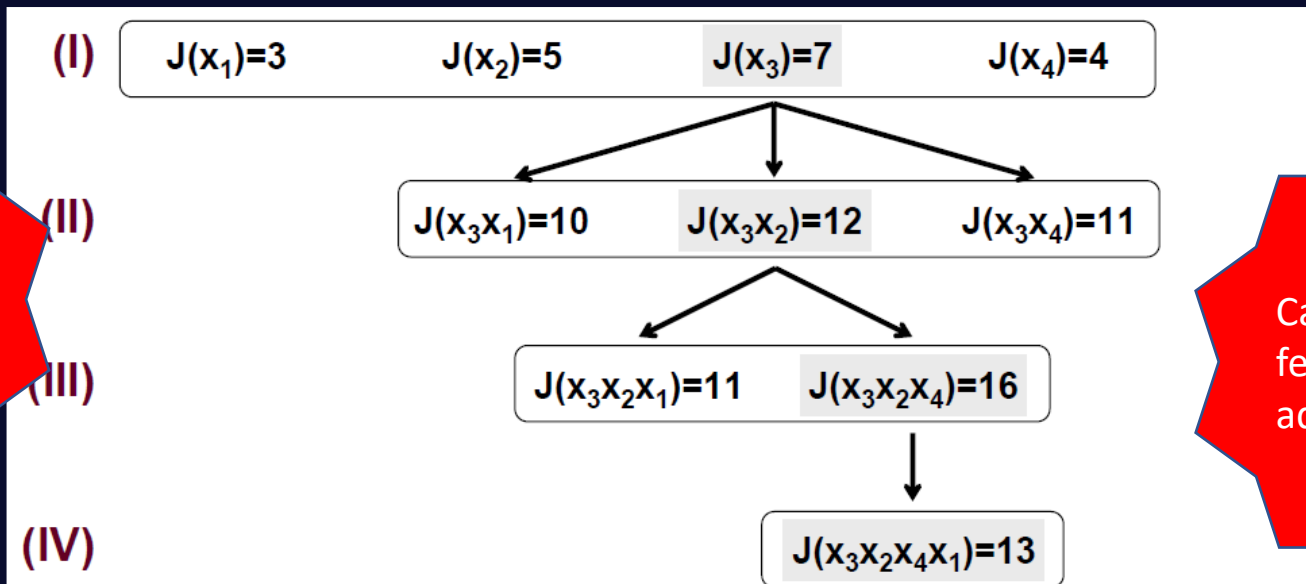 (I) J(x₁)=3 J(x₂)=5 J(x₃)=7 J(x₄)=4
(II) J(x₃x₁)=10 J(x₃x₂)=12 J(x₃x₄)=11
(III) J(x₃x₂x₁)=11 J(x₃x₂x₄)=16
(IV) J(x₃x₂x₄x₁)=13